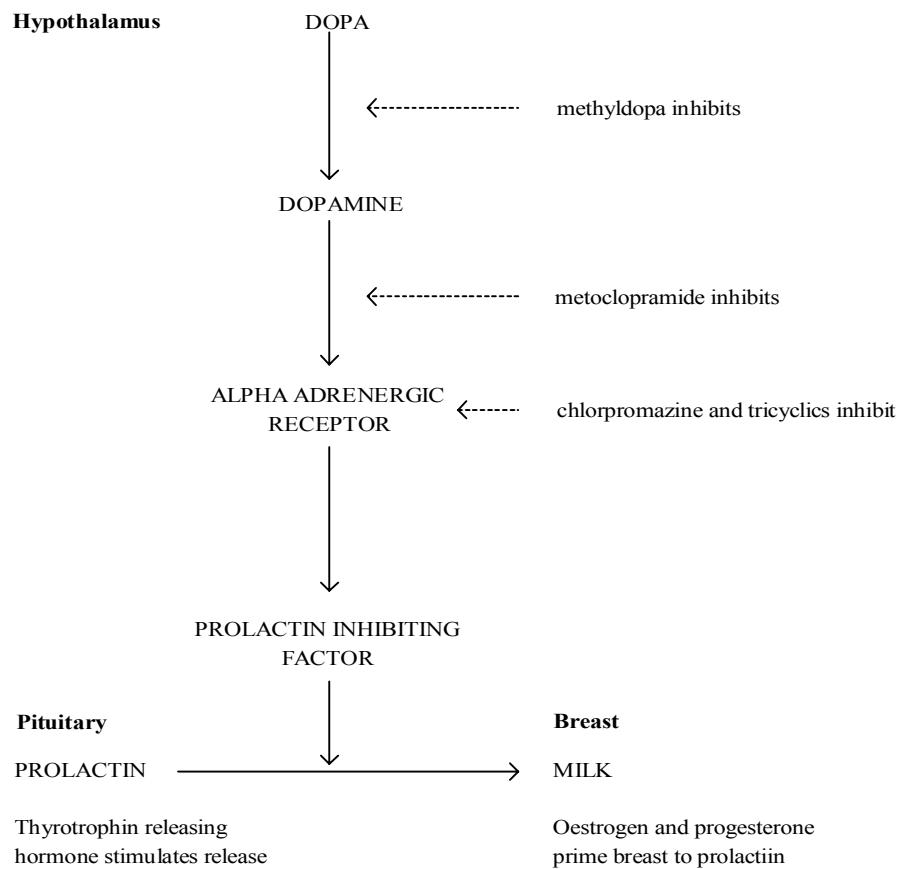 Hypothalamus
DOPA
methyldopa inhibits
DOPAMINE
metoclopramide inhibits
ALPHA ADRENERGIC
RECEPTOR
chlorpromazine and tricyclics inhibit
PROLACTIN INHIBITING
FACTOR
Pituitary
Breast
PROLACTIN
MILK
Thyrotrophin releasing
hormone stimulates release
Oestrogen and progesterone
prime breast to prolactiin